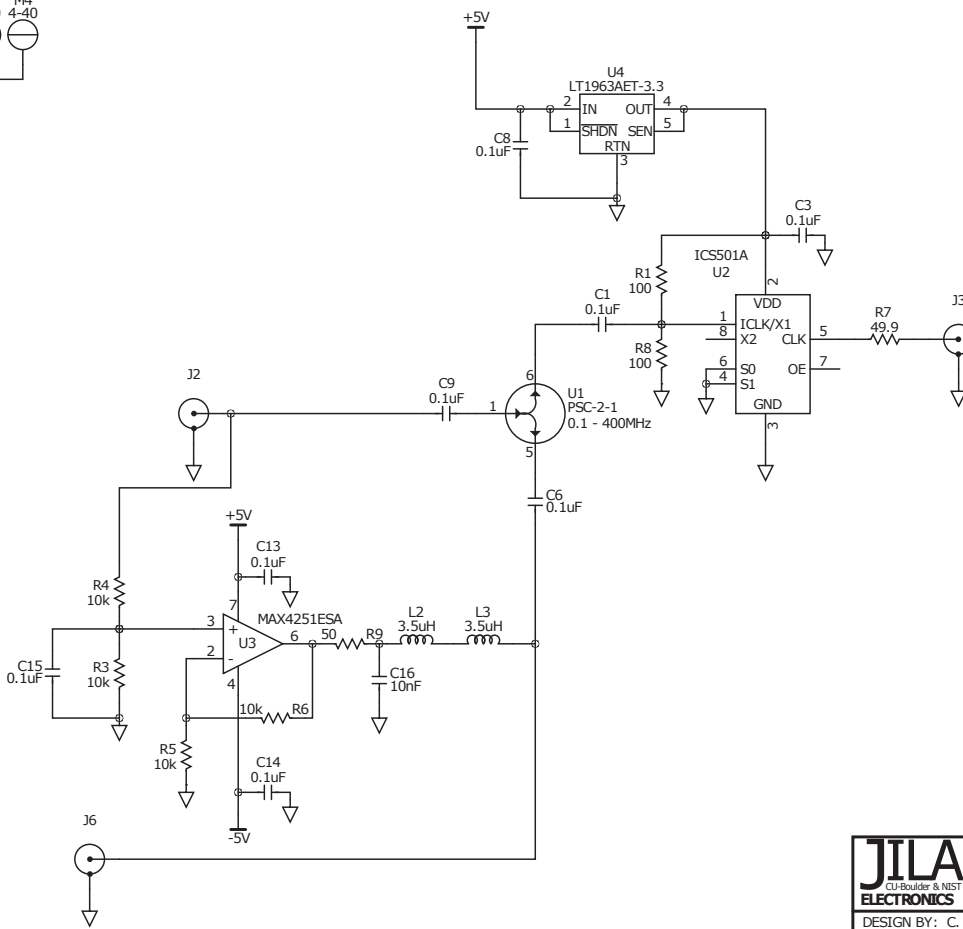 4-40
+5V
U4
LT1963AET-3.3
2 IN OUT 4
1 SHDN SEN 5
RTN
3
C8
0.1uF
C3
0.1uF
ICS501A
U2
R1
100
2
VDD
C1
0.1uF
1 ICLK/X1
8 X2 CLK 5
R7
49.9
J3
R8
100
6 S0 OE 7
4 S1
GND
3
J2
C9
0.1uF
6
1
U1
PSC-2-1
0.1 - 400MHz
5
C6
0.1uF
+5V
C13
0.1uF
R4
10k
7
MAX4251ESA
3 +
U3
2 -
6
50 R9
L2
3.5uH
L3
3.5uH
4
C15
0.1uF
R3
10k
C16
10nF
10k R6
R5
10k
C14
0.1uF
-5V
J6
JILA
CU-Boulder & NIST
ELECTRONICS
DESIGN BY: C.